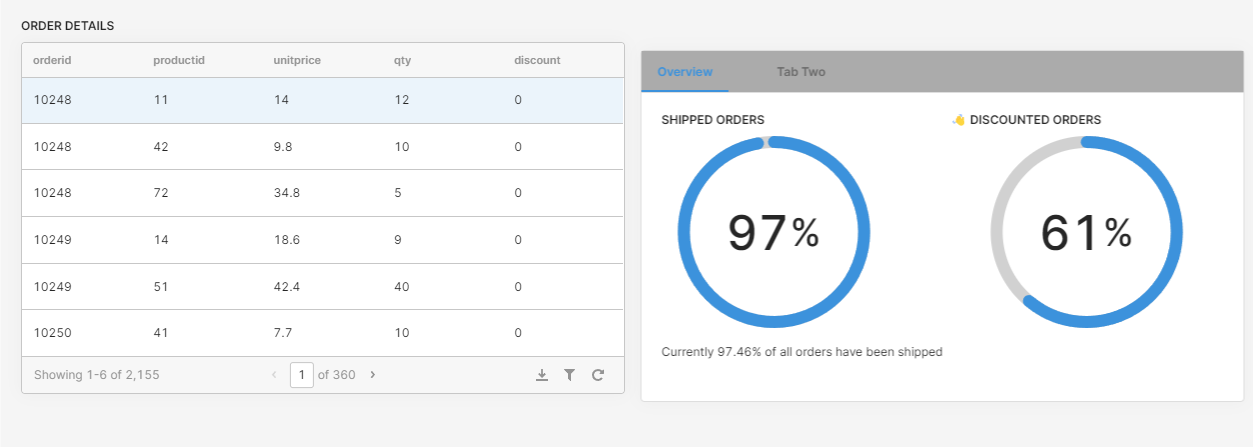 ORDER DETAILS
orderid productid unitprice qty discount
10248 11 14 12 0
10248 42 9.8 10 0
10248 72 34.8 5 0
10249 14 18.6 9 0
10249 51 42.4 40 0
10250 41 7.7 10 0
Showing 1-6 of 2,155 ‹ 1 of 360 ›
Overview Tab Two
SHIPPED ORDERS
97%
🤙 DISCOUNTED ORDERS
61%
Currently 97.46% of all orders have been shipped